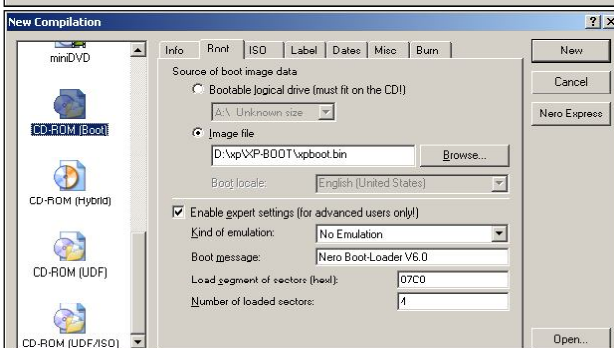 New Compilation
miniDVD
CD-ROM (Boot)
CD-ROM (Hybrid)
CD-ROM (UDF)
CD-ROM (UDF/ISO)
Info Boot ISO Label Dates Misc Burn
Source of boot image data
Bootable logical drive (must fit on the CD!)
A:\ Unknown size
Image file
D:\xp\XP-BOOT\xpboot.bin
Browse...
Boot locale: English (United States)
Enable expert settings (for advanced users only!)
Kind of emulation: No Emulation
Boot message: Nero Boot-Loader V6.0
Load segment of sectors (hex!): 07C0
Number of loaded sectors: 4
New
Cancel
Nero Express
Open...